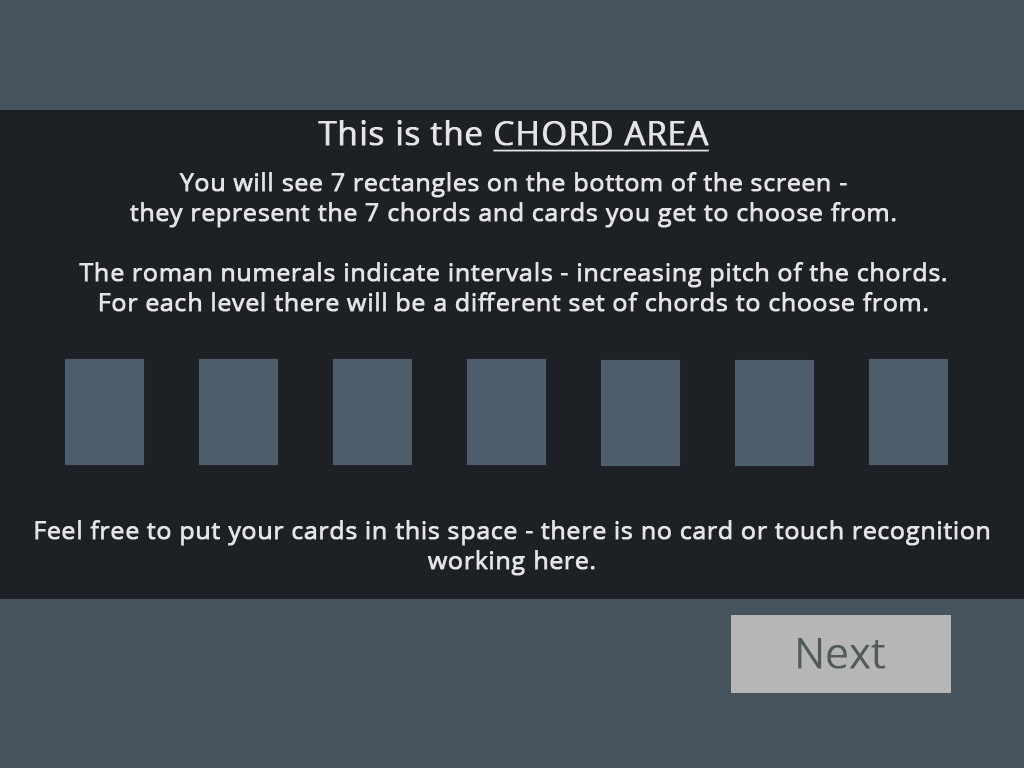 This is the CHORD AREA
You will see 7 rectangles on the bottom of the screen -
they represent the 7 chords and cards you get to choose from.
The roman numerals indicate intervals - increasing pitch of the chords.
For each level there will be a different set of chords to choose from.
Feel free to put your cards in this space - there is no card or touch recognition
working here.
Next